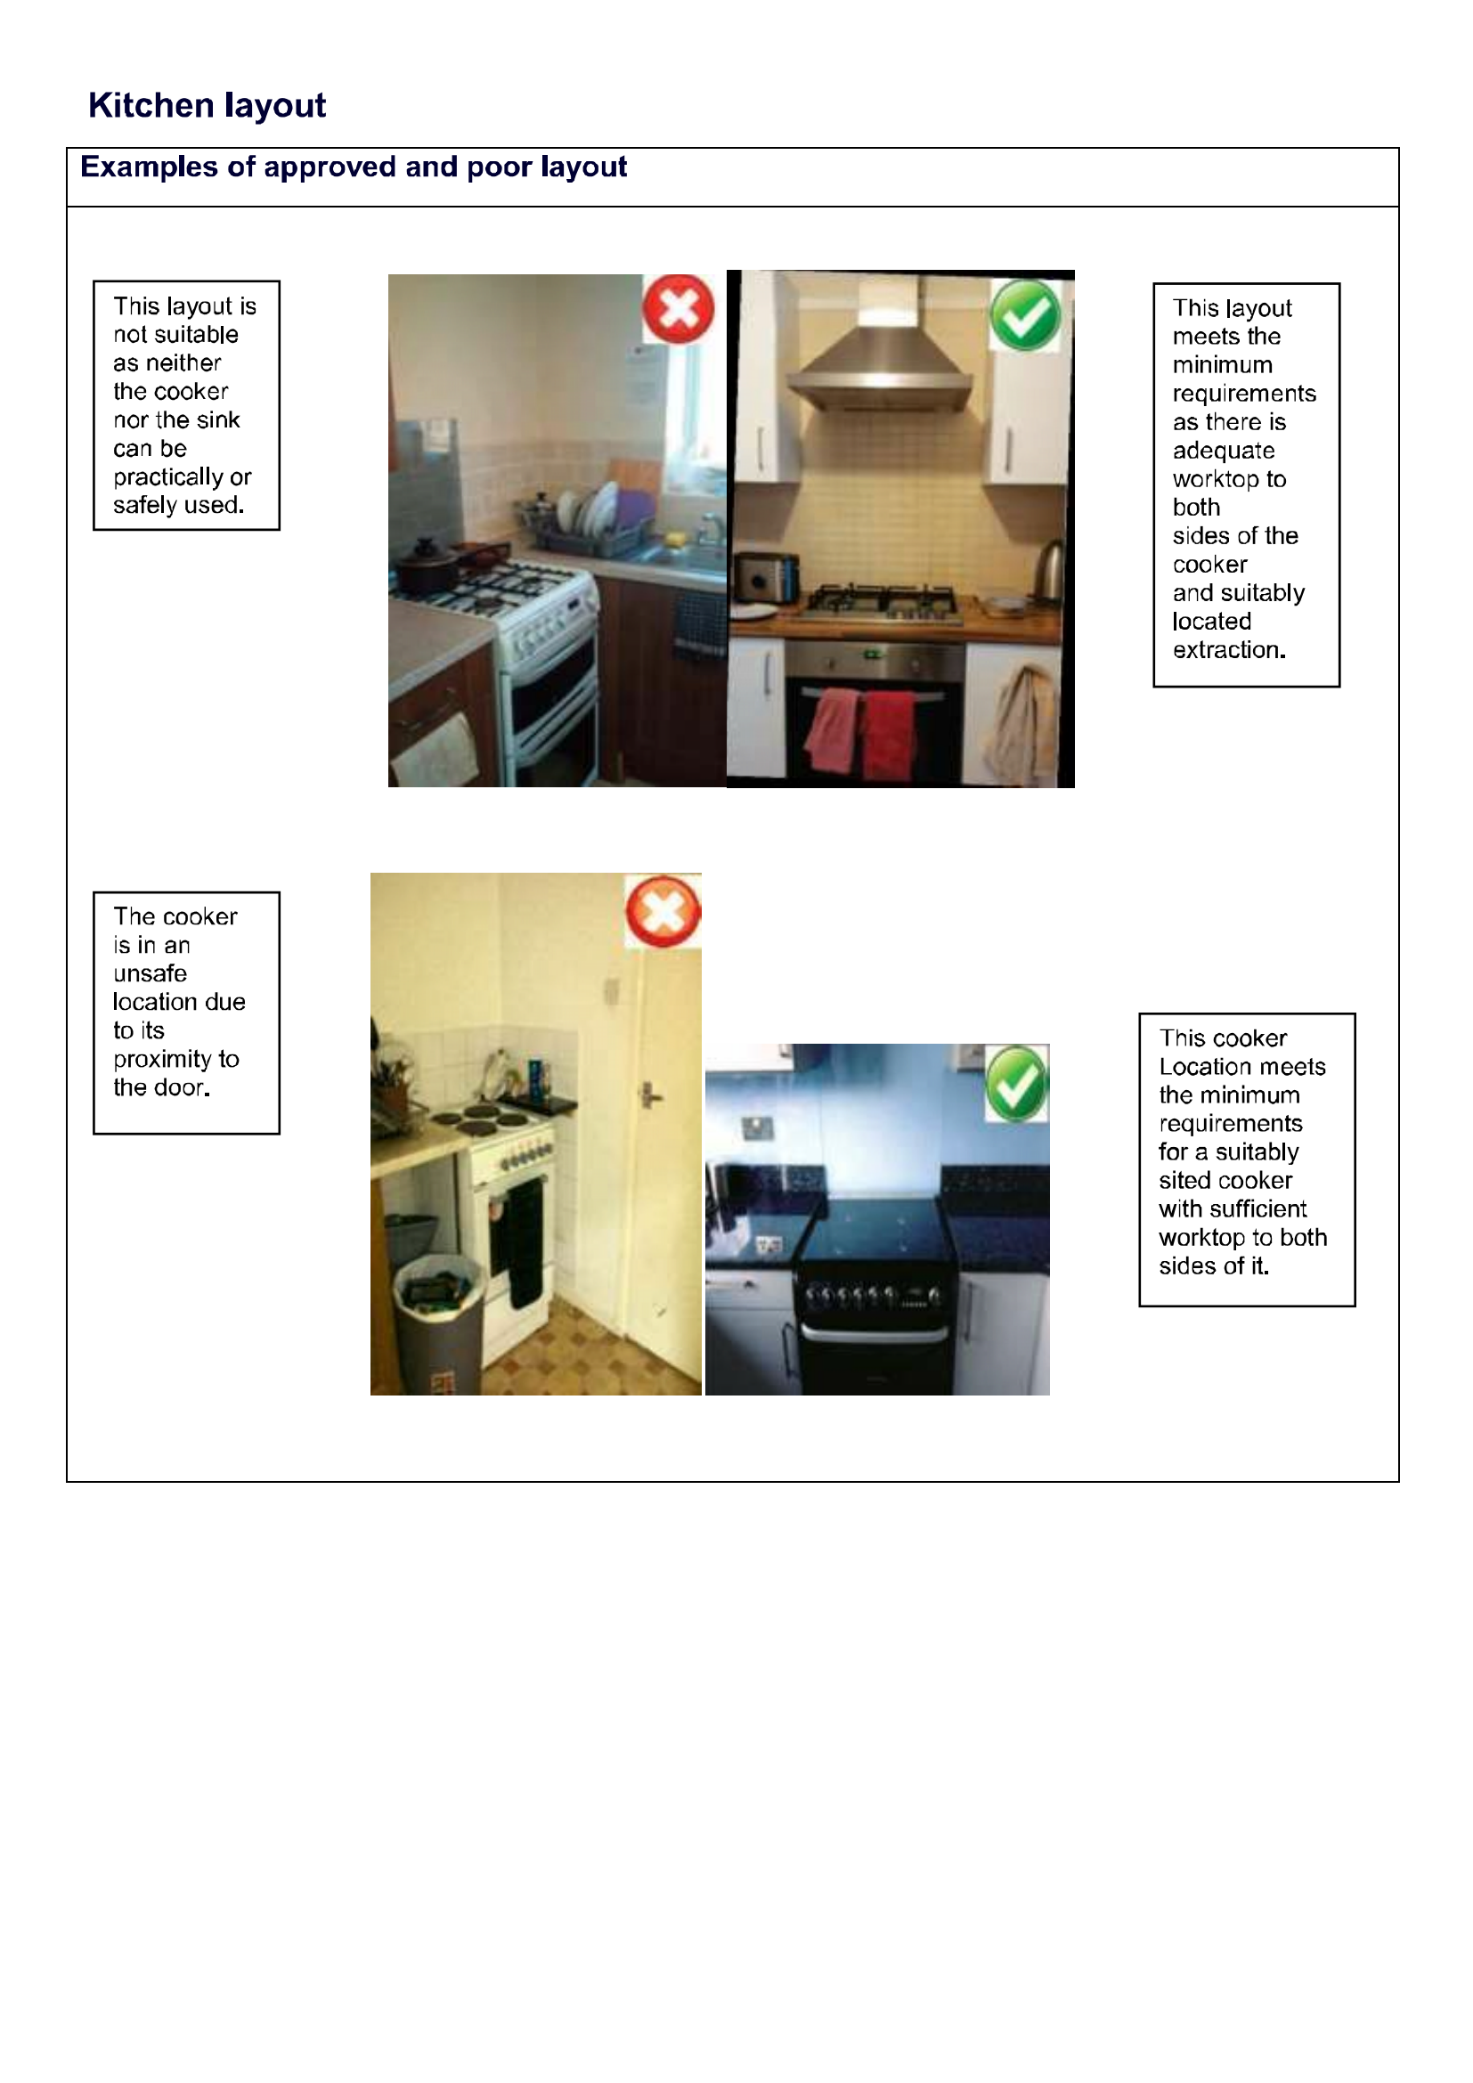 Kitchen layout
Examples of approved and poor layout
This layout is
not suitable
as neither
the cooker
nor the sink
can be
practically or
safely used.
This layout
meets the
minimum
requirements
as there is
adequate
worktop to
both
sides of the
cooker
and suitably
located
extraction.
The cooker
is in an
unsafe
location due
to its
proximity to
the door.
This cooker
Location meets
the minimum
requirements
for a suitably
sited cooker
with sufficient
worktop to both
sides of it.